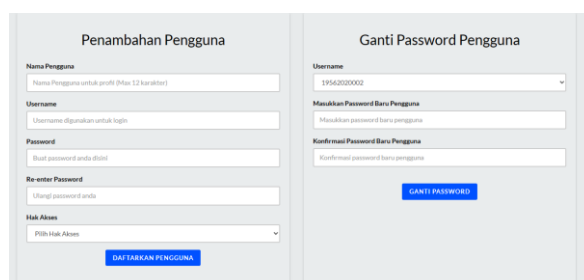 Penambahan Pengguna
Nama Pengguna
Nama Pengguna untuk profil (Max 12 karakter)
Username
Username digunakan untuk login
Password
Buat password anda disini
Re-enter Password
Ulangi password anda
Hak Akses
Pilih Hak Akses
DAFTARKAN PENGGUNA
Ganti Password Pengguna
Username
19562020002
Masukkan Password Baru Pengguna
Masukkan password baru pengguna
Konfirmasi Password Baru Pengguna
Konfirmasi password baru pengguna
GANTI PASSWORD